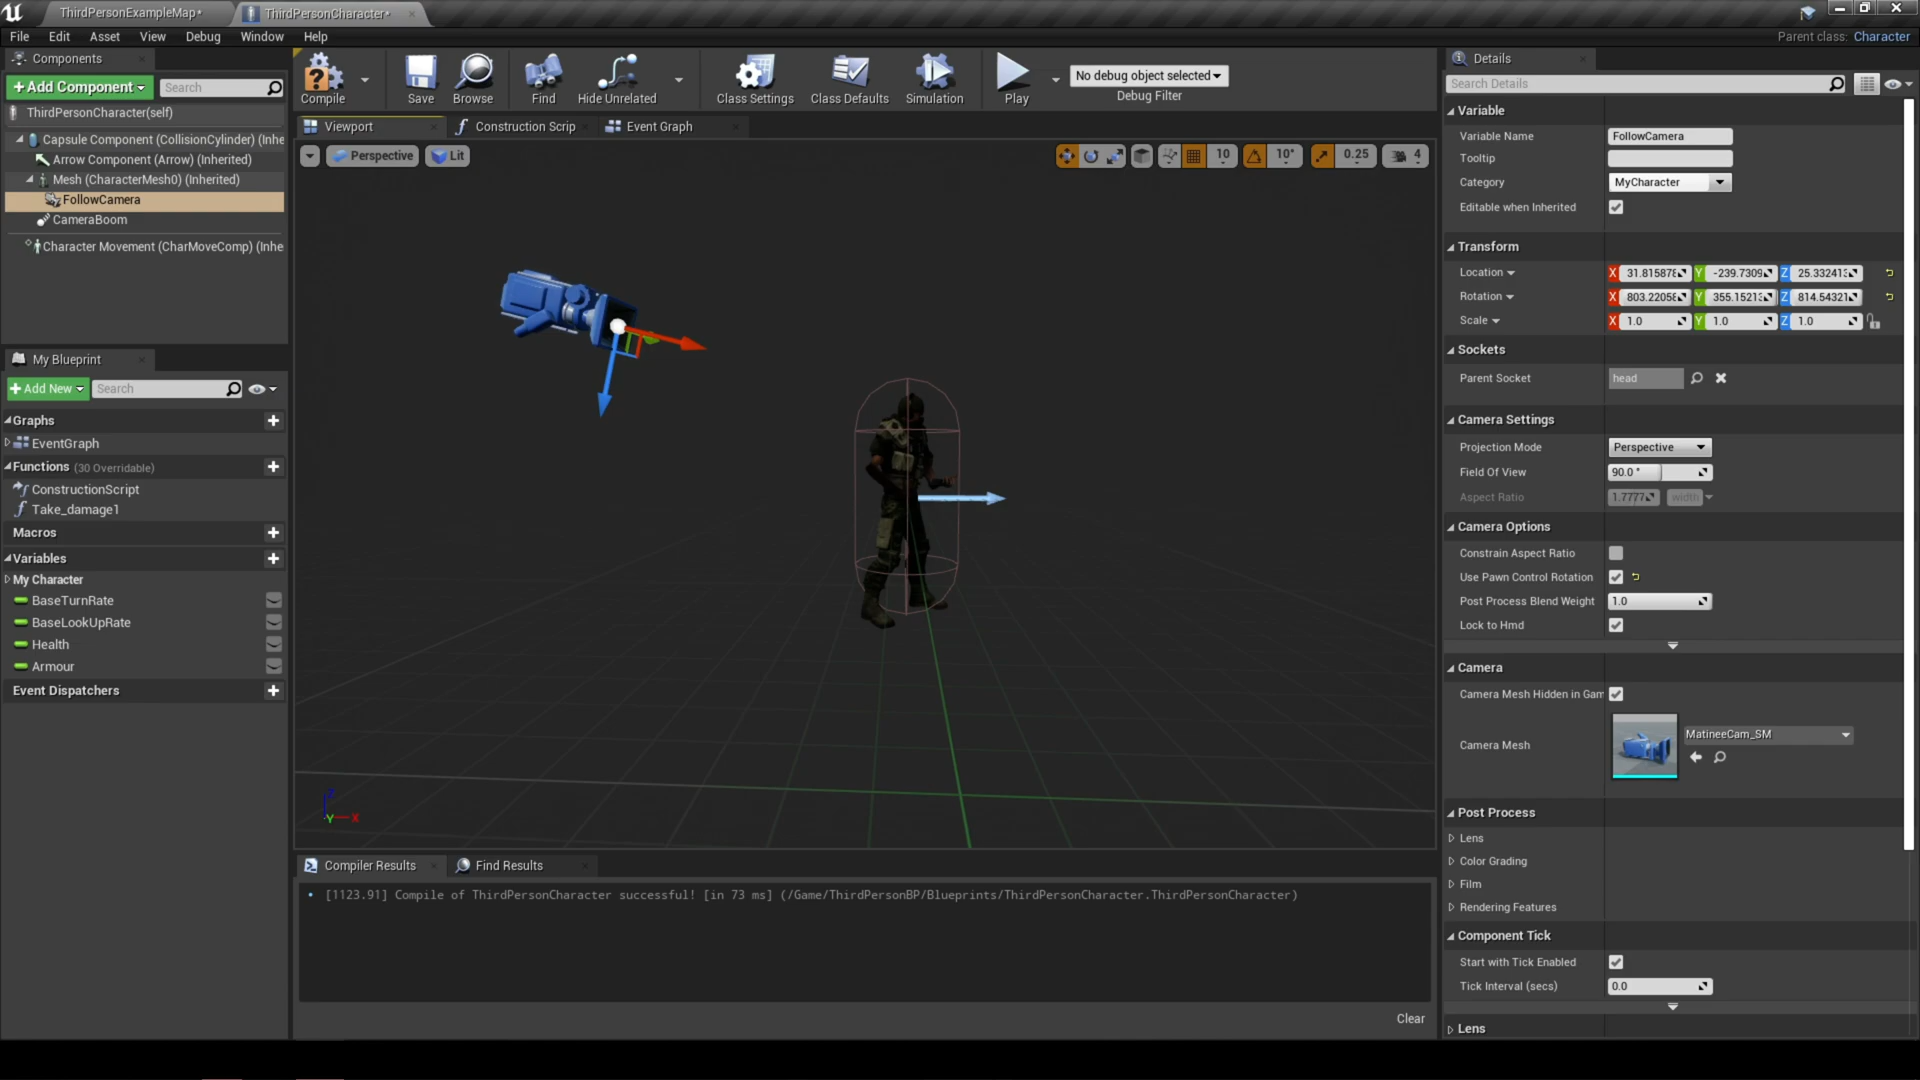 ThirdPersonExampleMap*
ThirdPersonCharacter*
File Edit Asset View Debug Window Help
Parent class: Character
Components
+Add Component
Search
ThirdPersonCharacter(self)
Capsule Component (CollisionCylinder) (Inhe
Arrow Component (Arrow) (Inherited)
Mesh (CharacterMesh0) (Inherited)
FollowCamera
CameraBoom
Character Movement (CharMoveComp) (Inhe
My Blueprint
+Add New
Search
Graphs
EventGraph
Functions (30 Overridable)
ConstructionScript
Take_damage1
Macros
Variables
My Character
BaseTurnRate
BaseLookUpRate
Health
Armour
Event Dispatchers
Compile
Save
Browse
Find
Hide Unrelated
Class Settings
Class Defaults
Simulation
Play
No debug object selected
Debug Filter
Viewport
Construction Scrip
Event Graph
Perspective
Lit
10
10°
0.25
4
Z
Y
X
Compiler Results
Find Results
• [1123.91] Compile of ThirdPersonCharacter successful! [in 73 ms] (/Game/ThirdPersonBP/Blueprints/ThirdPersonCharacter.ThirdPersonCharacter)
Clear
Details
Search Details
Variable
Variable Name FollowCamera
Tooltip
Category MyCharacter
Editable when Inherited
Transform
Location X 31.815878 Y -239.7309 Z 25.332413
Rotation X 803.22058 Y 355.15213 Z 814.54321
Scale X 1.0 Y 1.0 Z 1.0
Sockets
Parent Socket head
Camera Settings
Projection Mode Perspective
Field Of View 90.0 °
Aspect Ratio 1.7777 width
Camera Options
Constrain Aspect Ratio
Use Pawn Control Rotation
Post Process Blend Weight 1.0
Lock to Hmd
Camera
Camera Mesh Hidden in Gam
Camera Mesh
MatineeCam_SM
Post Process
Lens
Color Grading
Film
Rendering Features
Component Tick
Start with Tick Enabled
Tick Interval (secs) 0.0
Lens